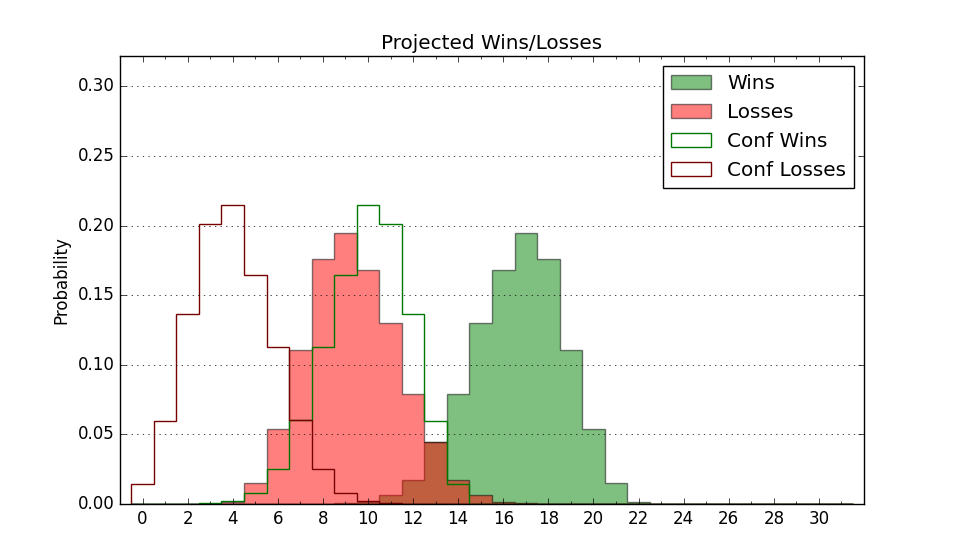 Projected Wins/Losses
Wins
Losses
Conf Wins
Conf Losses
Probability
0.30
0.25
0.20
0.15
0.10
0.05
0.00
0 2 4 6 8 10 12 14 16 18 20 22 24 26 28 30